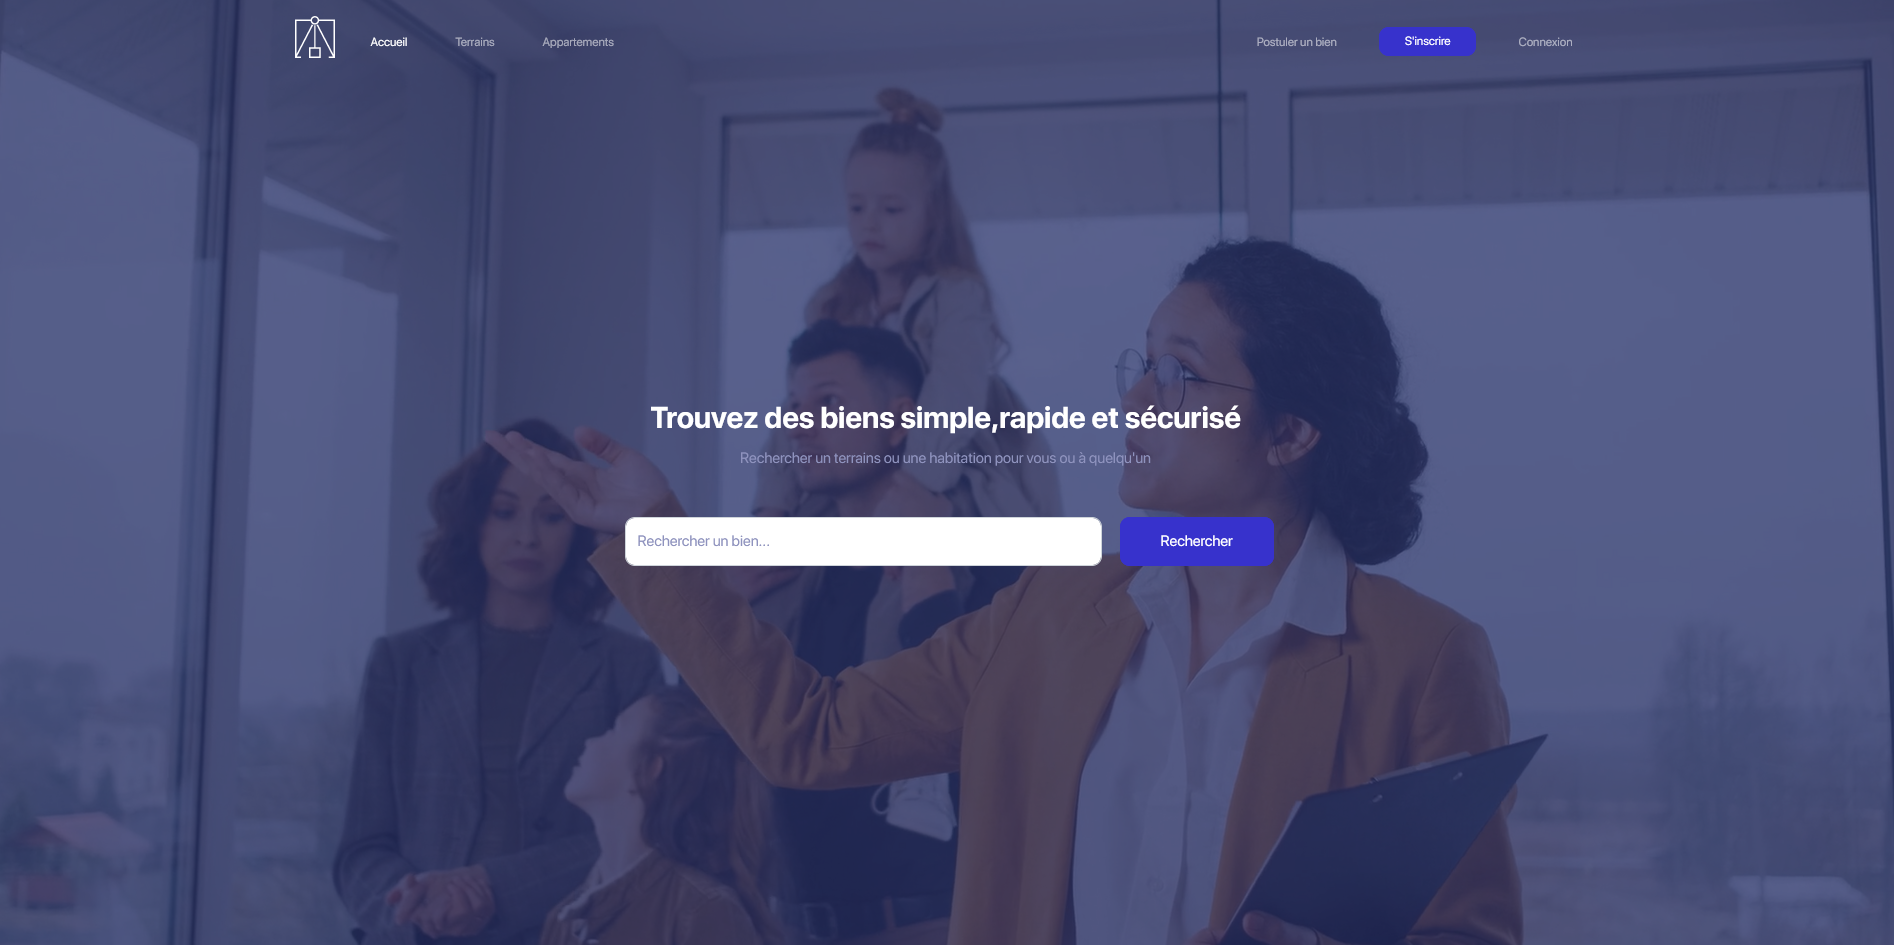 Accueil
Terrains
Appartements
Postuler un bien
S'inscrire
Connexion
Trouvez des biens simple,rapide et sécurisé
Rechercher un terrains ou une habitation pour vous ou à quelqu'un
Rechercher un bien...
Rechercher